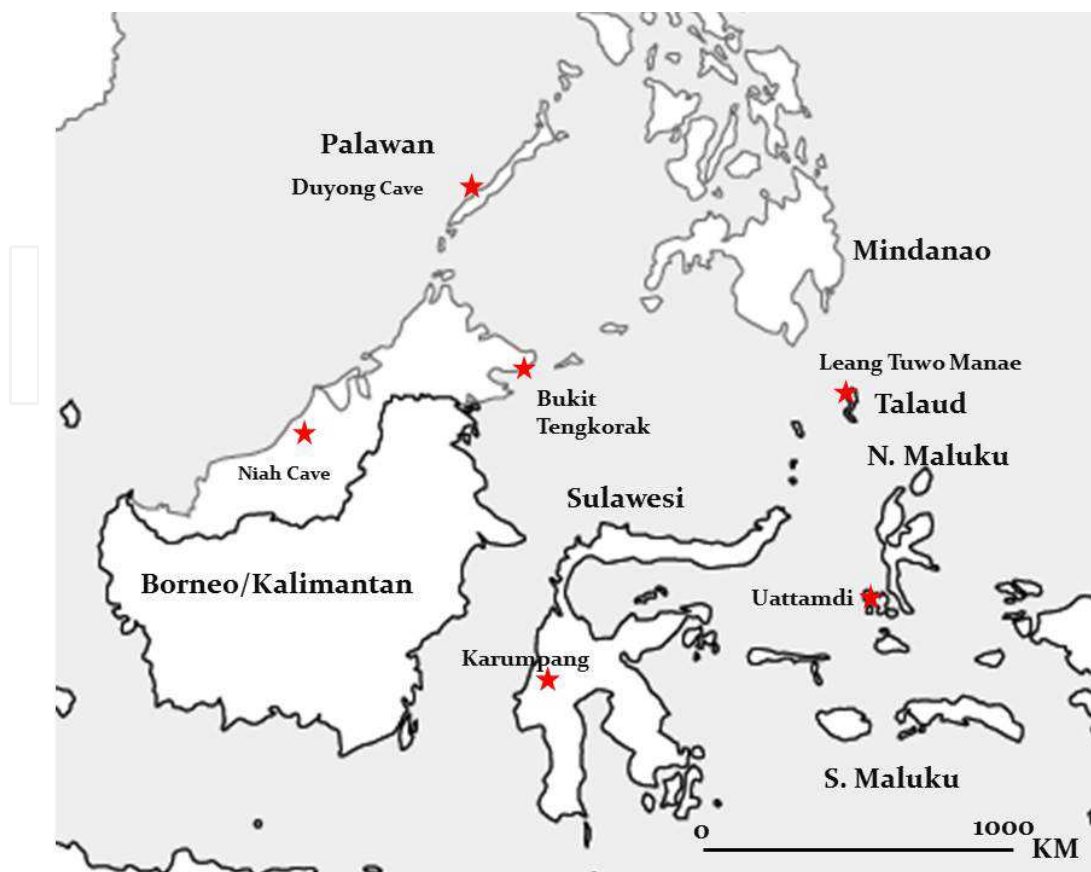 Palawan
Duyong Cave
Mindanao
Leang Tuwo Manae
Talaud
Bukit
Tengkorak
N. Maluku
Niah Cave
Sulawesi
Borneo/Kalimantan
Uattamdi
Karumpang
S. Maluku
0 1000
KM